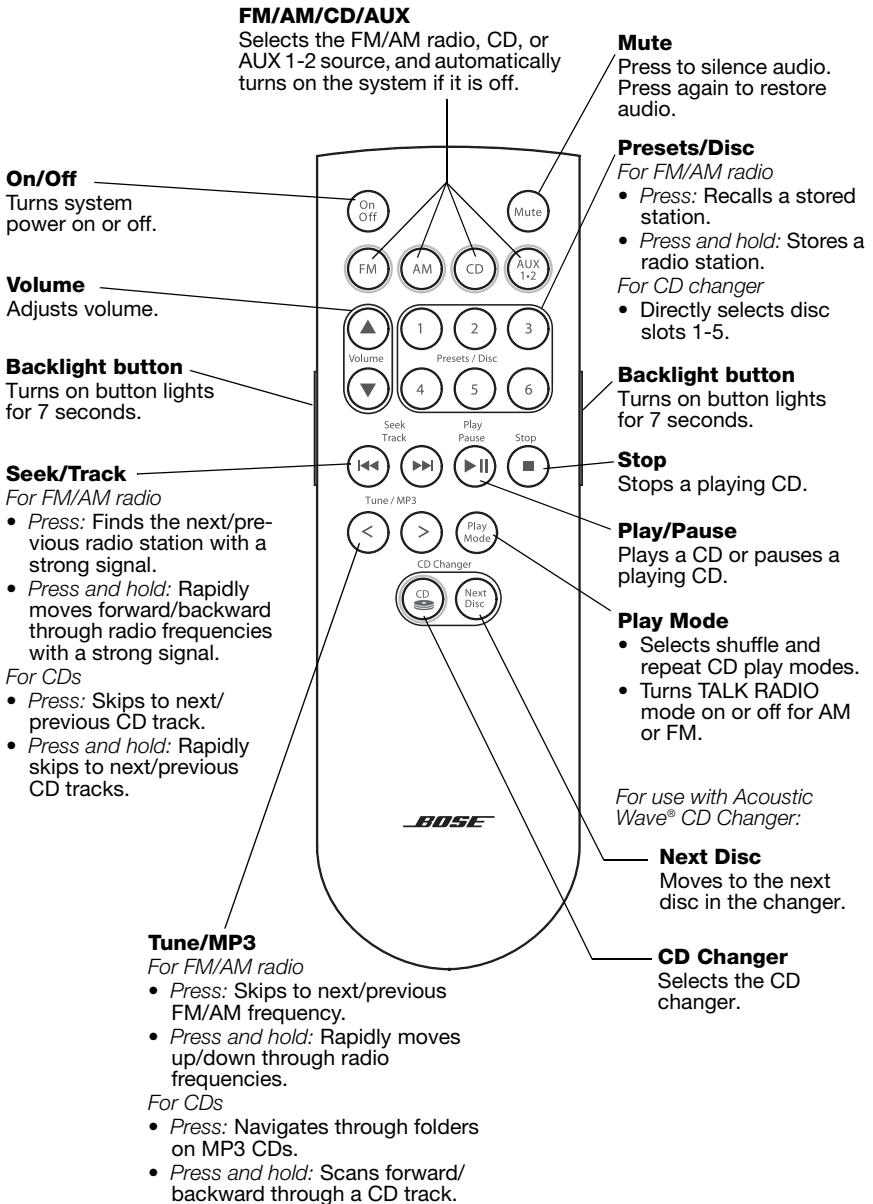 FM/AM/CD/AUX
Selects the FM/AM radio, CD, or
AUX 1-2 source, and automatically
turns on the system if it is off.
Mute
Press to silence audio.
Press again to restore
audio.
Presets/Disc
For FM/AM radio
• Press: Recalls a stored
station.
• Press and hold: Stores a
radio station.
For CD changer
• Directly selects disc
slots 1-5.
On/Off
Turns system
power on or off.
Volume
Adjusts volume.
Backlight button
Turns on button lights
for 7 seconds.
Seek/Track
For FM/AM radio
• Press: Finds the next/pre-
vious radio station with a
strong signal.
• Press and hold: Rapidly
moves forward/backward
through radio frequencies
with a strong signal.
For CDs
• Press: Skips to next/
previous CD track.
• Press and hold: Rapidly
skips to next/previous
CD tracks.
On
Off
Mute
FM
AM
CD
AUX
1•2
1
2
3
Volume
Presets / Disc
4
5
6
Seek
Track
Play
Pause
Stop
Tune / MP3
<
>
Play
Mode
CD Changer
CD
Next
Disc
BOSE
Backlight button
Turns on button lights
for 7 seconds.
Stop
Stops a playing CD.
Play/Pause
Plays a CD or pauses a
playing CD.
Play Mode
• Selects shuffle and
repeat CD play modes.
• Turns TALK RADIO
mode on or off for AM
or FM.
For use with Acoustic
Wave® CD Changer:
Next Disc
Moves to the next
disc in the changer.
CD Changer
Selects the CD
changer.
Tune/MP3
For FM/AM radio
• Press: Skips to next/previous
FM/AM frequency.
• Press and hold: Rapidly moves
up/down through radio
frequencies.
For CDs
• Press: Navigates through folders
on MP3 CDs.
• Press and hold: Scans forward/
backward through a CD track.